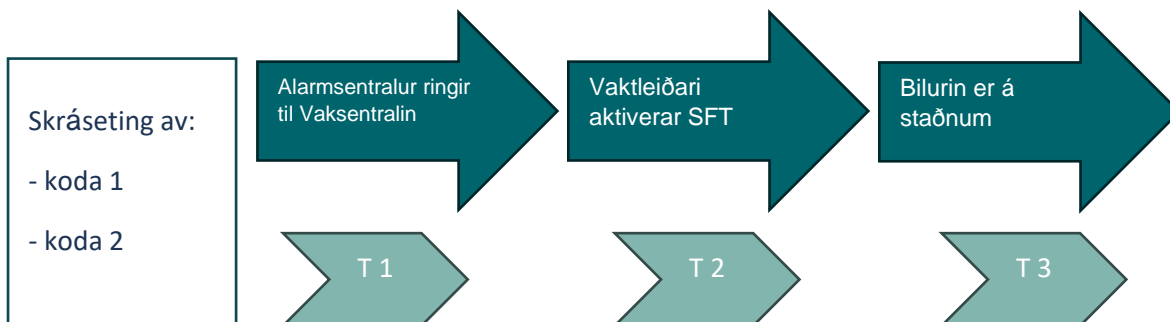 Skráseting av:
- koda 1
- koda 2
Alarmsentralur ringir
til Vaksentralin
Vaktleiðari
aktiverar SFT
Bilurin er á
staðnum
T 1
T 2
T 3